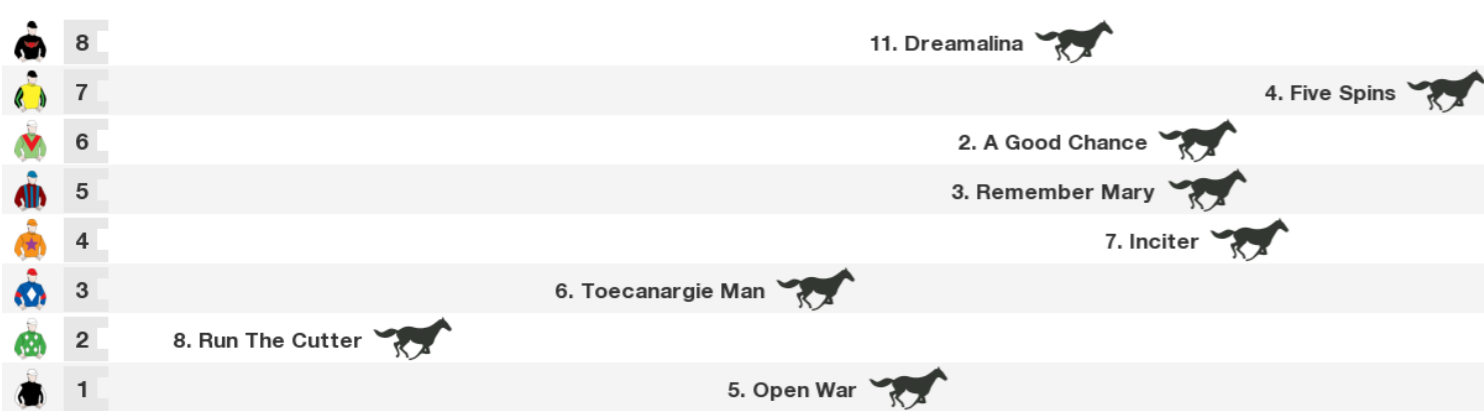 8 11. Dreamalina
7 4. Five Spins
6 2. A Good Chance
5 3. Remember Mary
4 7. Inciter
3 6. Toecanargie Man
2 8. Run The Cutter
1 5. Open War